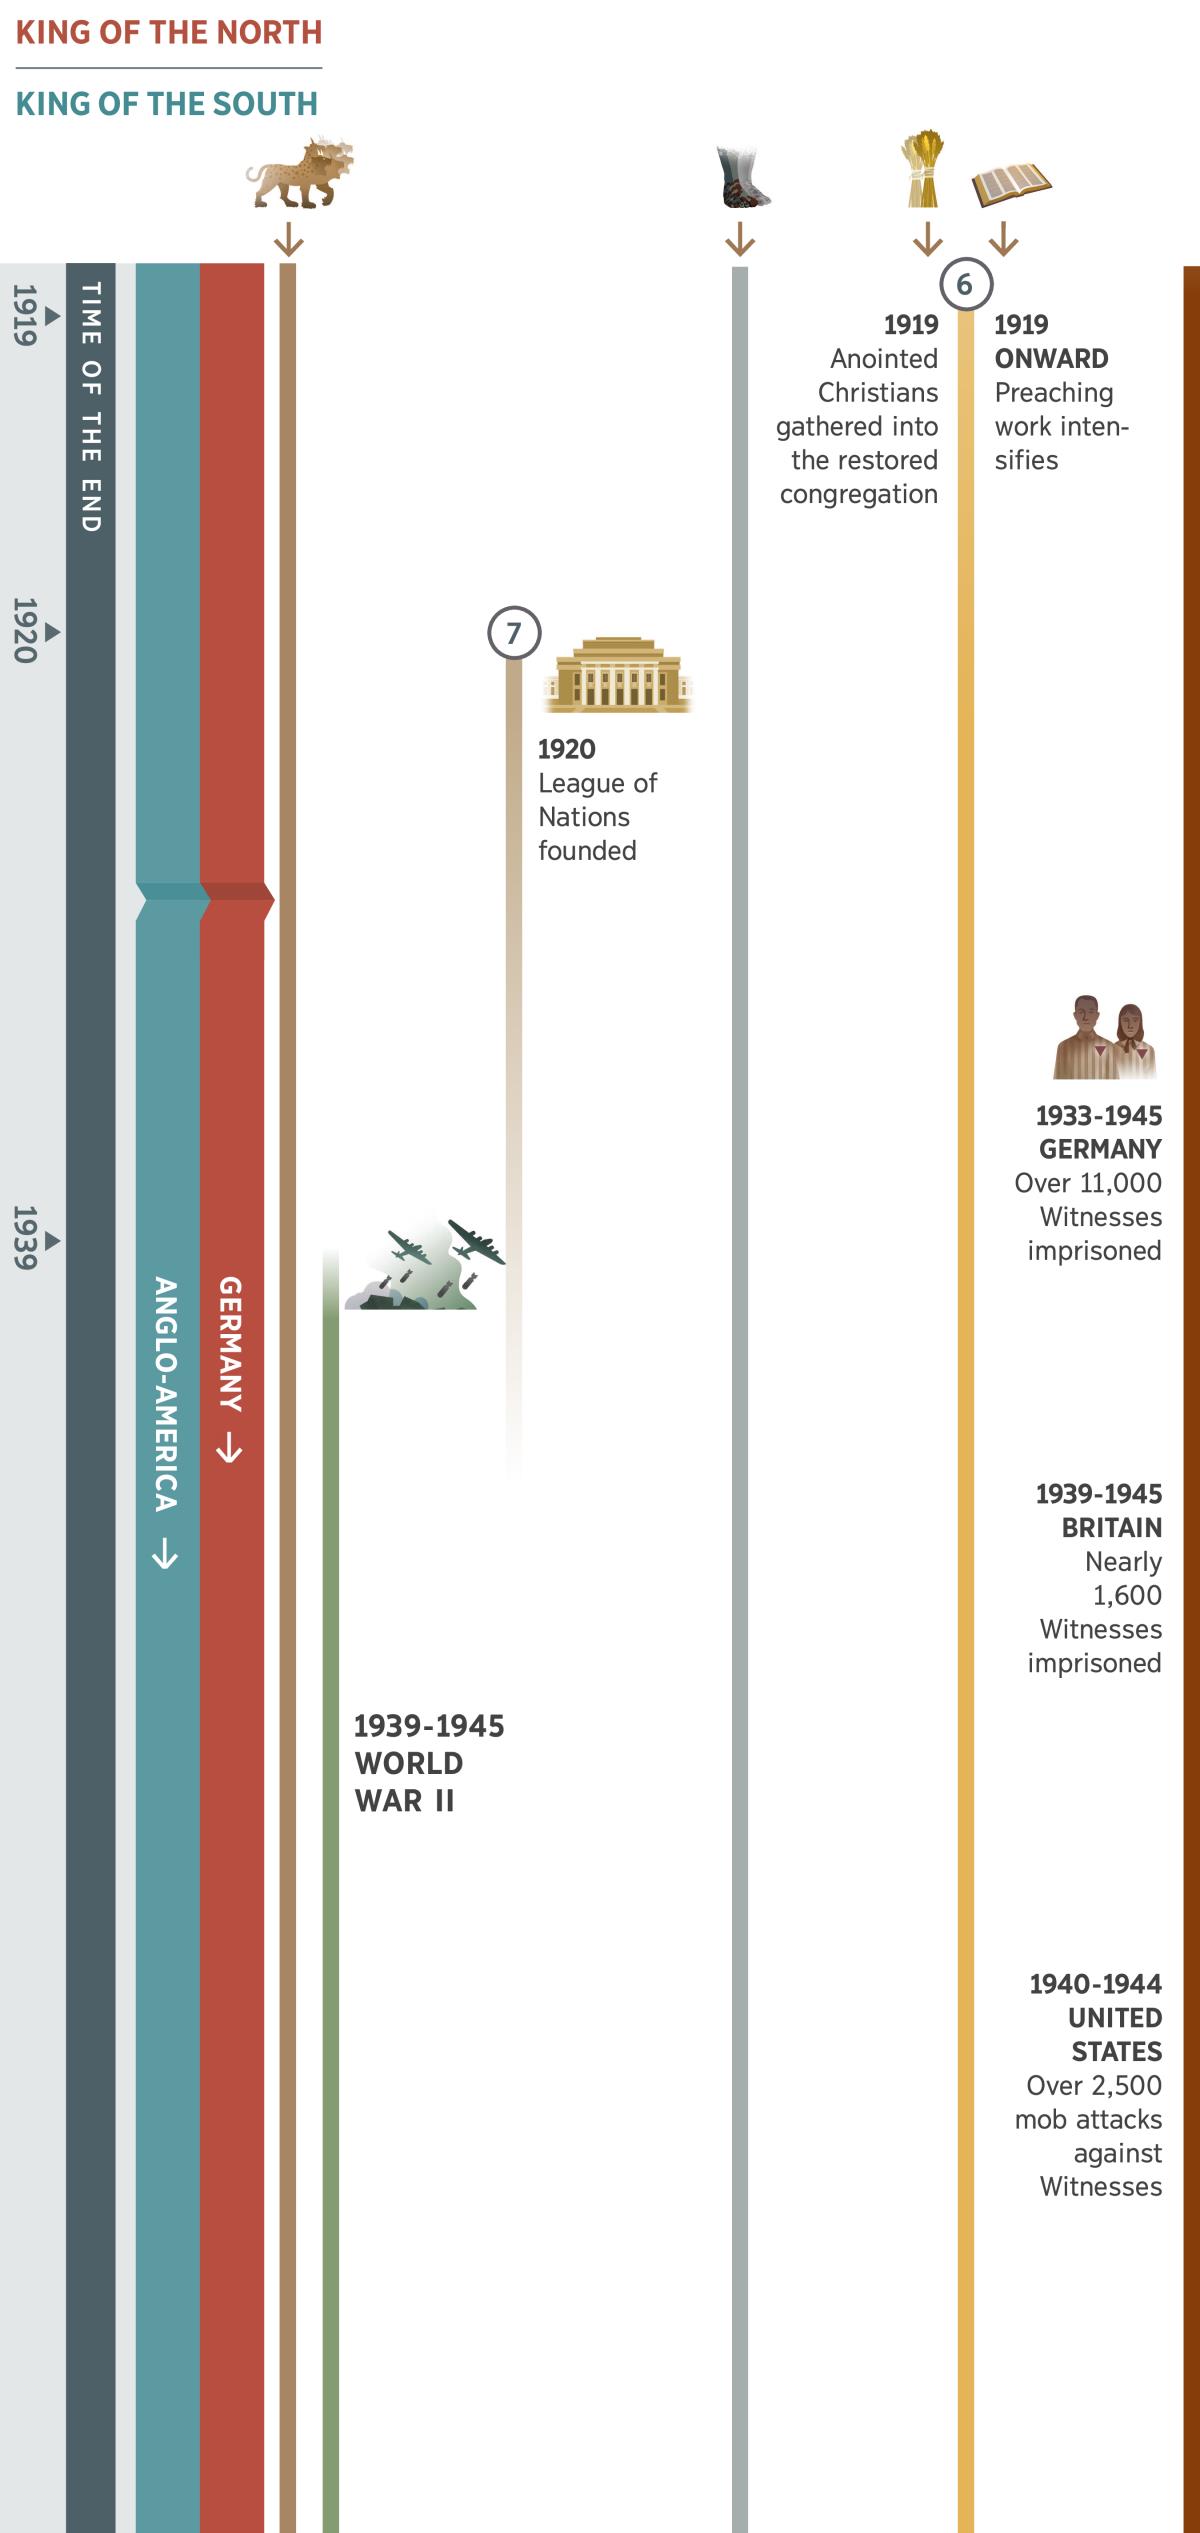 KING OF THE NORTH
KING OF THE SOUTH
1919
TIME OF THE END
6
1919
Anointed
Christians
gathered into
the restored
congregation
1919
ONWARD
Preaching
work inten-
sifies
1920
7
1920
League of
Nations
founded
1933-1945
GERMANY
Over 11,000
Witnesses
imprisoned
1939
ANGLO-AMERICA
GERMANY
1939-1945
BRITAIN
Nearly
1,600
Witnesses
imprisoned
1939-1945
WORLD
WAR II
1940-1944
UNITED
STATES
Over 2,500
mob attacks
against
Witnesses